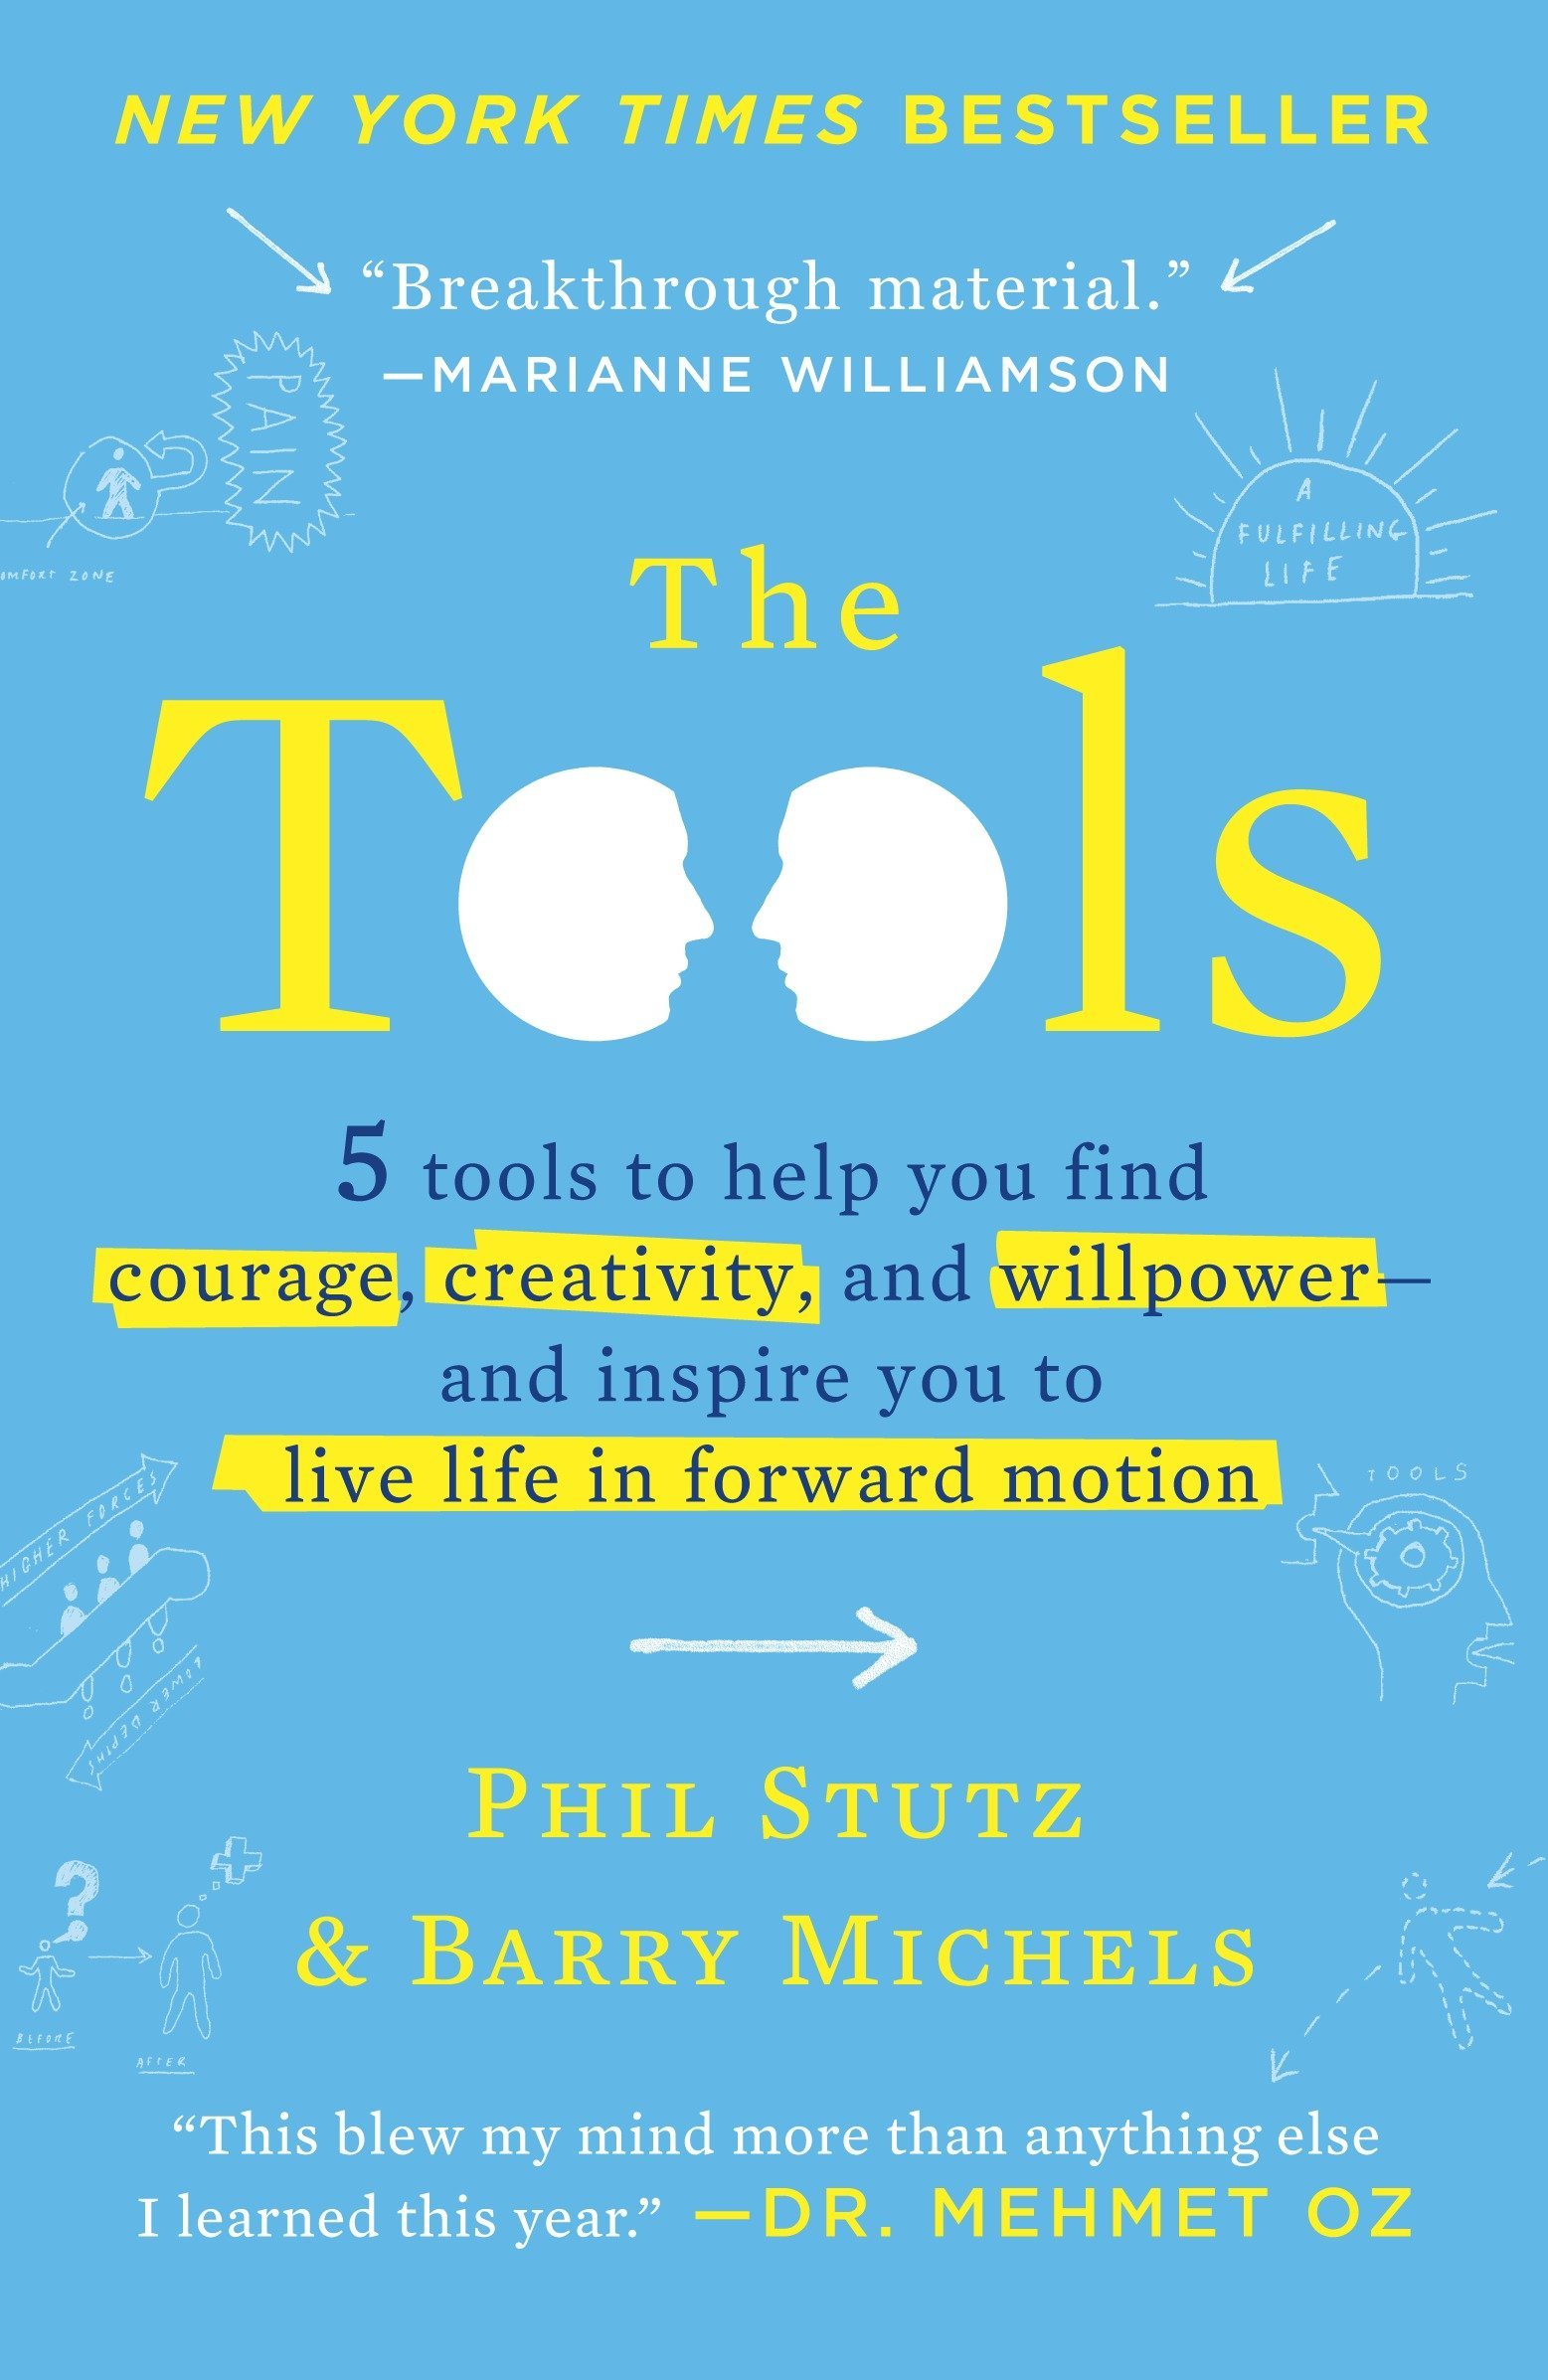 NEW YORK TIMES BESTSELLER
“Breakthrough material.”
—MARIANNE WILLIAMSON
PAIN
OMFORT ZONE
A
FULFILLING
LIFE
The
Tools
5 tools to help you find
courage, creativity, and willpower—
and inspire you to
live life in forward motion
HIGHER FORCES
LOWER DEPTHS
TOOLS
PHIL STUTZ
& BARRY MICHELS
?
BEFORE
AFTER
“This blew my mind more than anything else
I learned this year.” —DR. MEHMET OZ